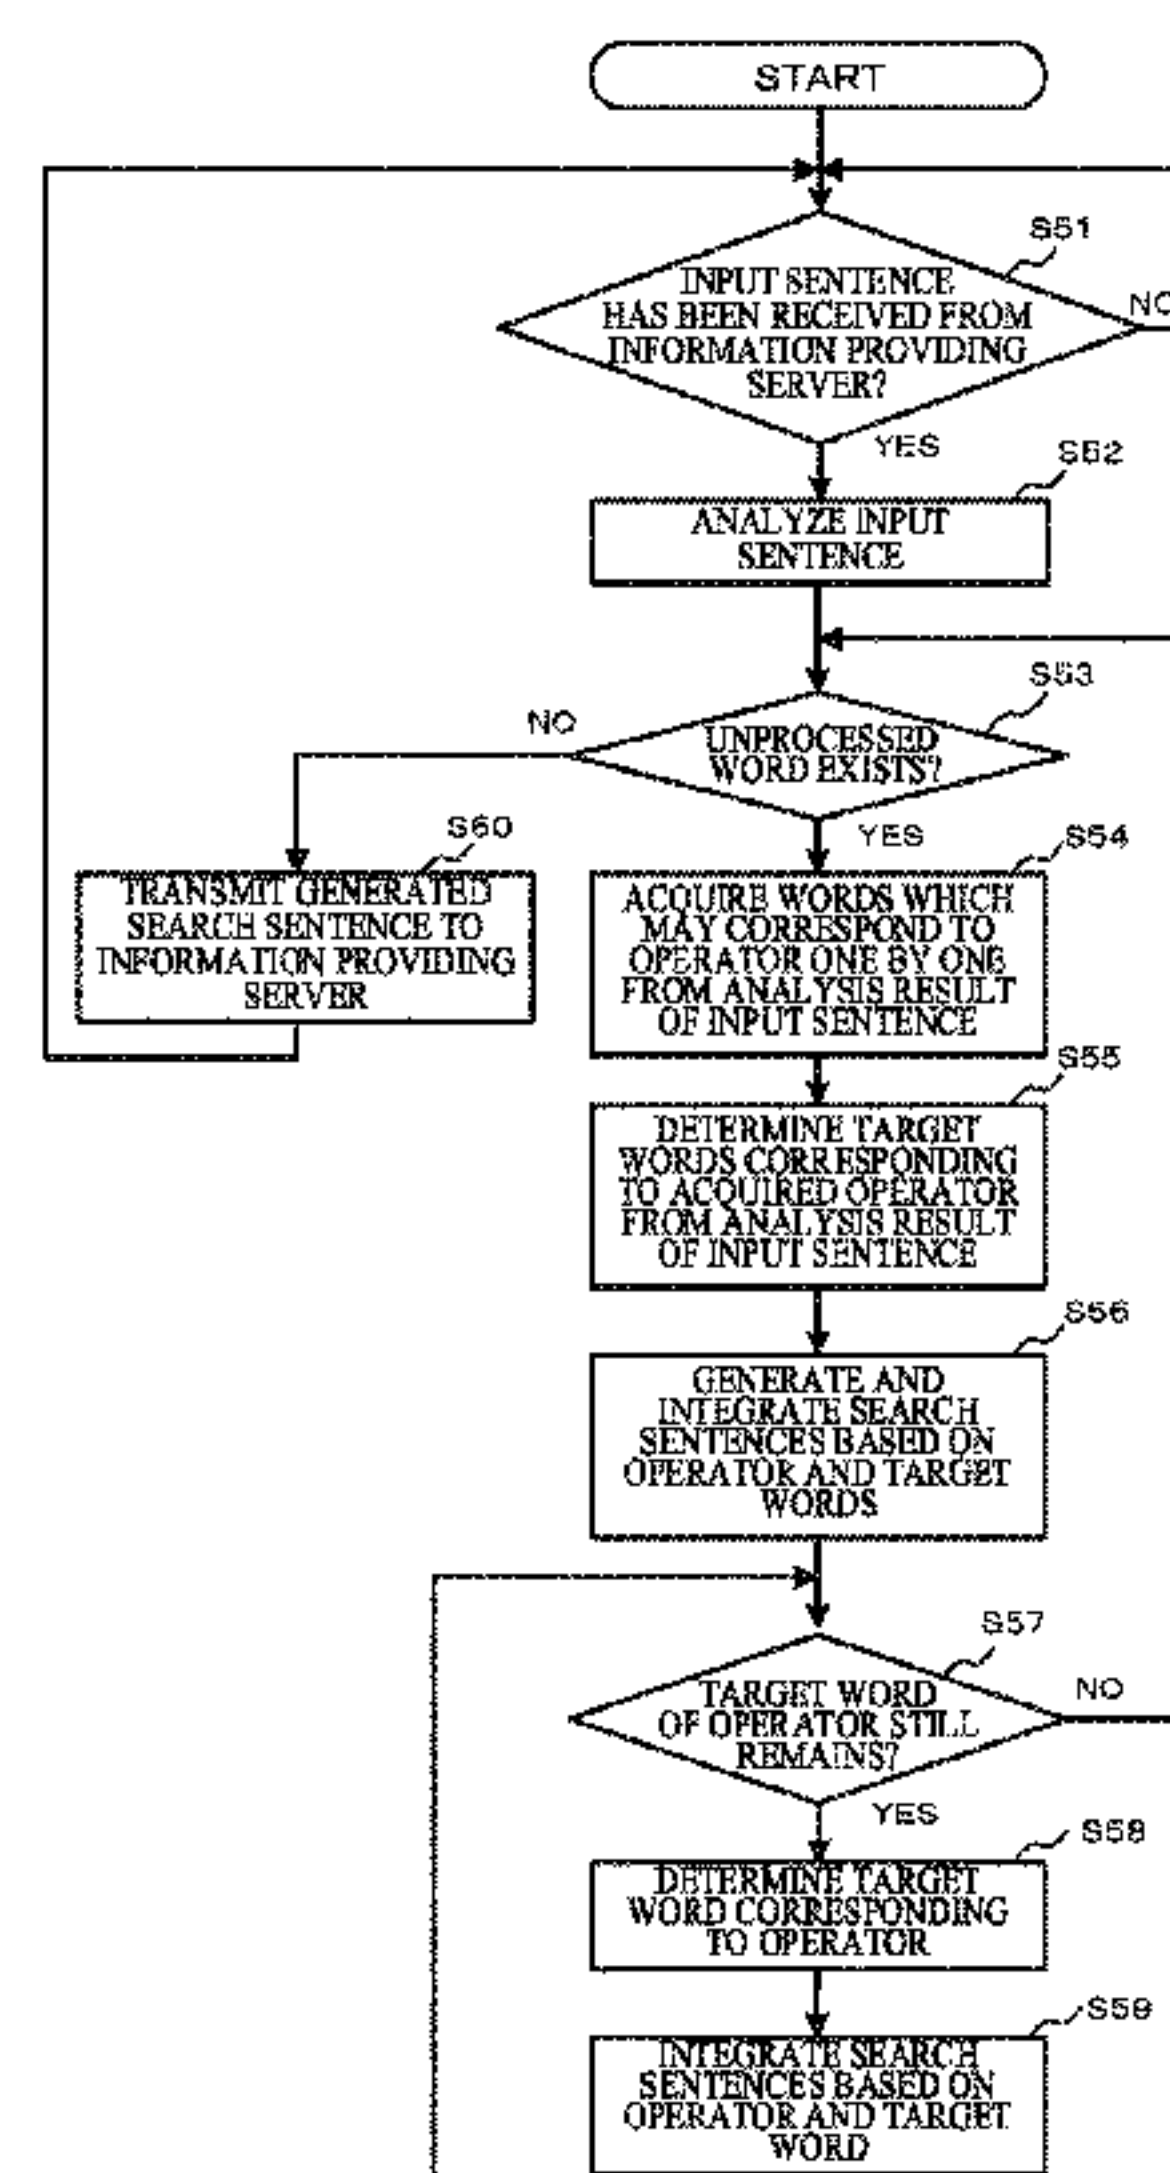 START
S51
INPUT SENTENCE
HAS BEEN RECEIVED FROM
INFORMATION PROVIDING
SERVER?
NO
YES
S52
ANALYZE INPUT
SENTENCE
S53
NO
UNPROCESSED
WORD EXISTS?
YES
S60
TRANSMIT GENERATED
SEARCH SENTENCE TO
INFORMATION PROVIDING
SERVER
S54
ACQUIRE WORDS WHICH
MAY CORRESPOND TO
OPERATOR ONE BY ONE
FROM ANALYSIS RESULT
OF INPUT SENTENCE
S55
DETERMINE TARGET
WORDS CORRESPONDING
TO ACQUIRED OPERATOR
FROM ANALYSIS RESULT
OF INPUT SENTENCE
S56
GENERATE AND
INTEGRATE SEARCH
SENTENCES BASED ON
OPERATOR AND TARGET
WORDS
S57
TARGET WORD
OF OPERATOR STILL
REMAINS?
NO
YES
S58
DETERMINE TARGET
WORD CORRESPONDING
TO OPERATOR
S59
INTEGRATE SEARCH
SENTENCES BASED ON
OPERATOR AND TARGET
WORD